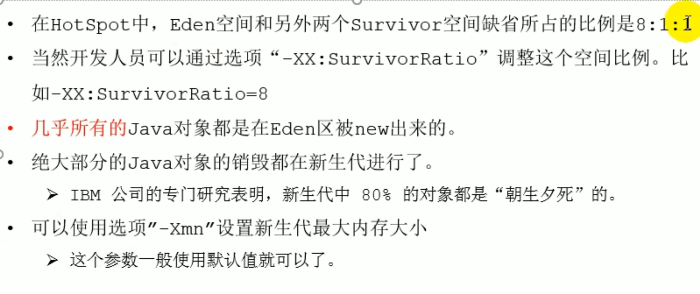 • 在HotSpot中，Eden空间和另外两个Survivor空间缺省所占的比例是8:1:1
• 当然开发人员可以通过选项“-XX:SurvivorRatio”调整这个空间比例。比
如-XX:SurvivorRatio=8
• 几乎所有的Java对象都是在Eden区被new出来的。
• 绝大部分的Java对象的销毁都在新生代进行了。
➢ IBM 公司的专门研究表明，新生代中 80% 的对象都是“朝生夕死”的。
• 可以使用选项”-Xmn”设置新生代最大内存大小
➢ 这个参数一般使用默认值就可以了。